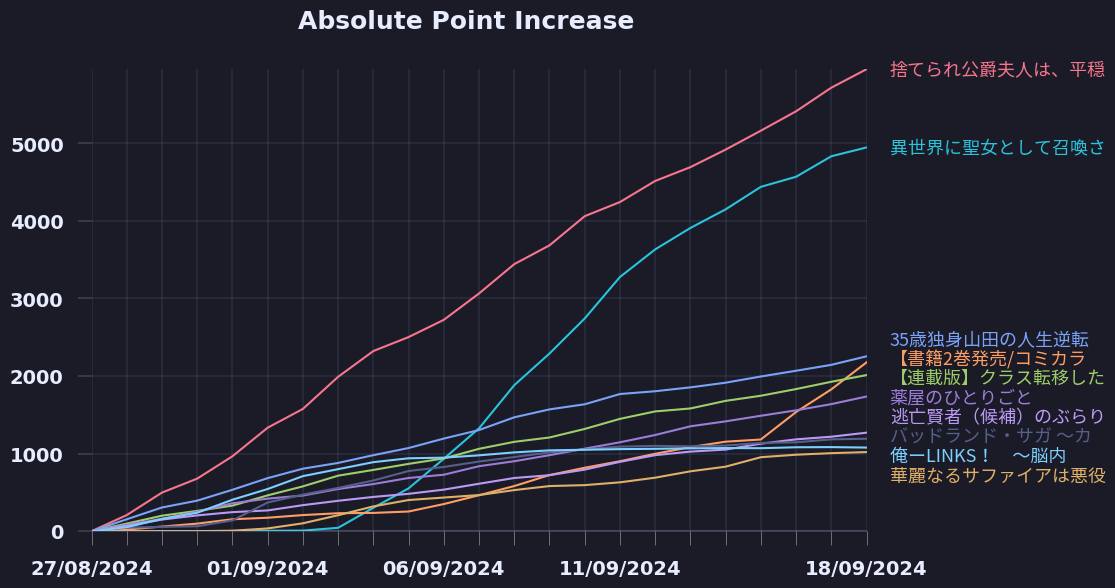 Absolute Point Increase
捨てられ公爵夫人は、平穏
異世界に聖女として召喚さ
5000
4000
3000
2000
1000
0
35歳独身山田の人生逆転
【書籍2巻発売/コミカラ
【連載版】クラス転移した
薬屋のひとりごと
逃亡賢者（候補）のぶらり
バッドランド・サガ ～カ
俺ーLINKS！　～脳内
華麗なるサファイアは悪役
27/08/2024
01/09/2024
06/09/2024
11/09/2024
18/09/2024